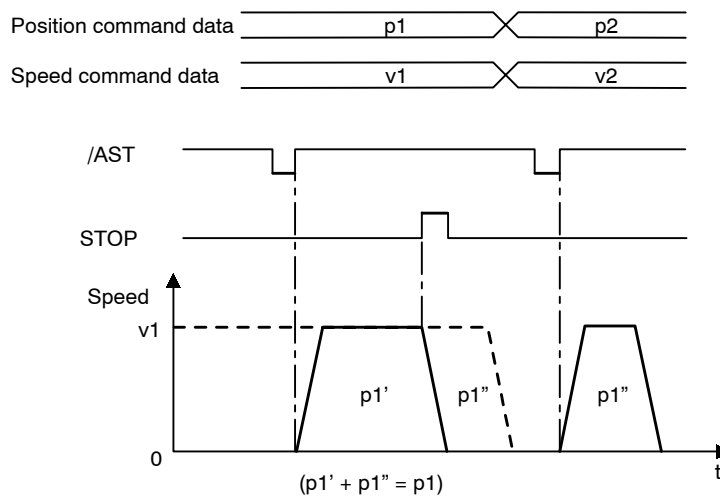 Position command data p1 p2
Speed command data v1 v2
/AST
STOP
Speed
v1
p1’ p1” p1”
0
t
(p1’ + p1” = p1)